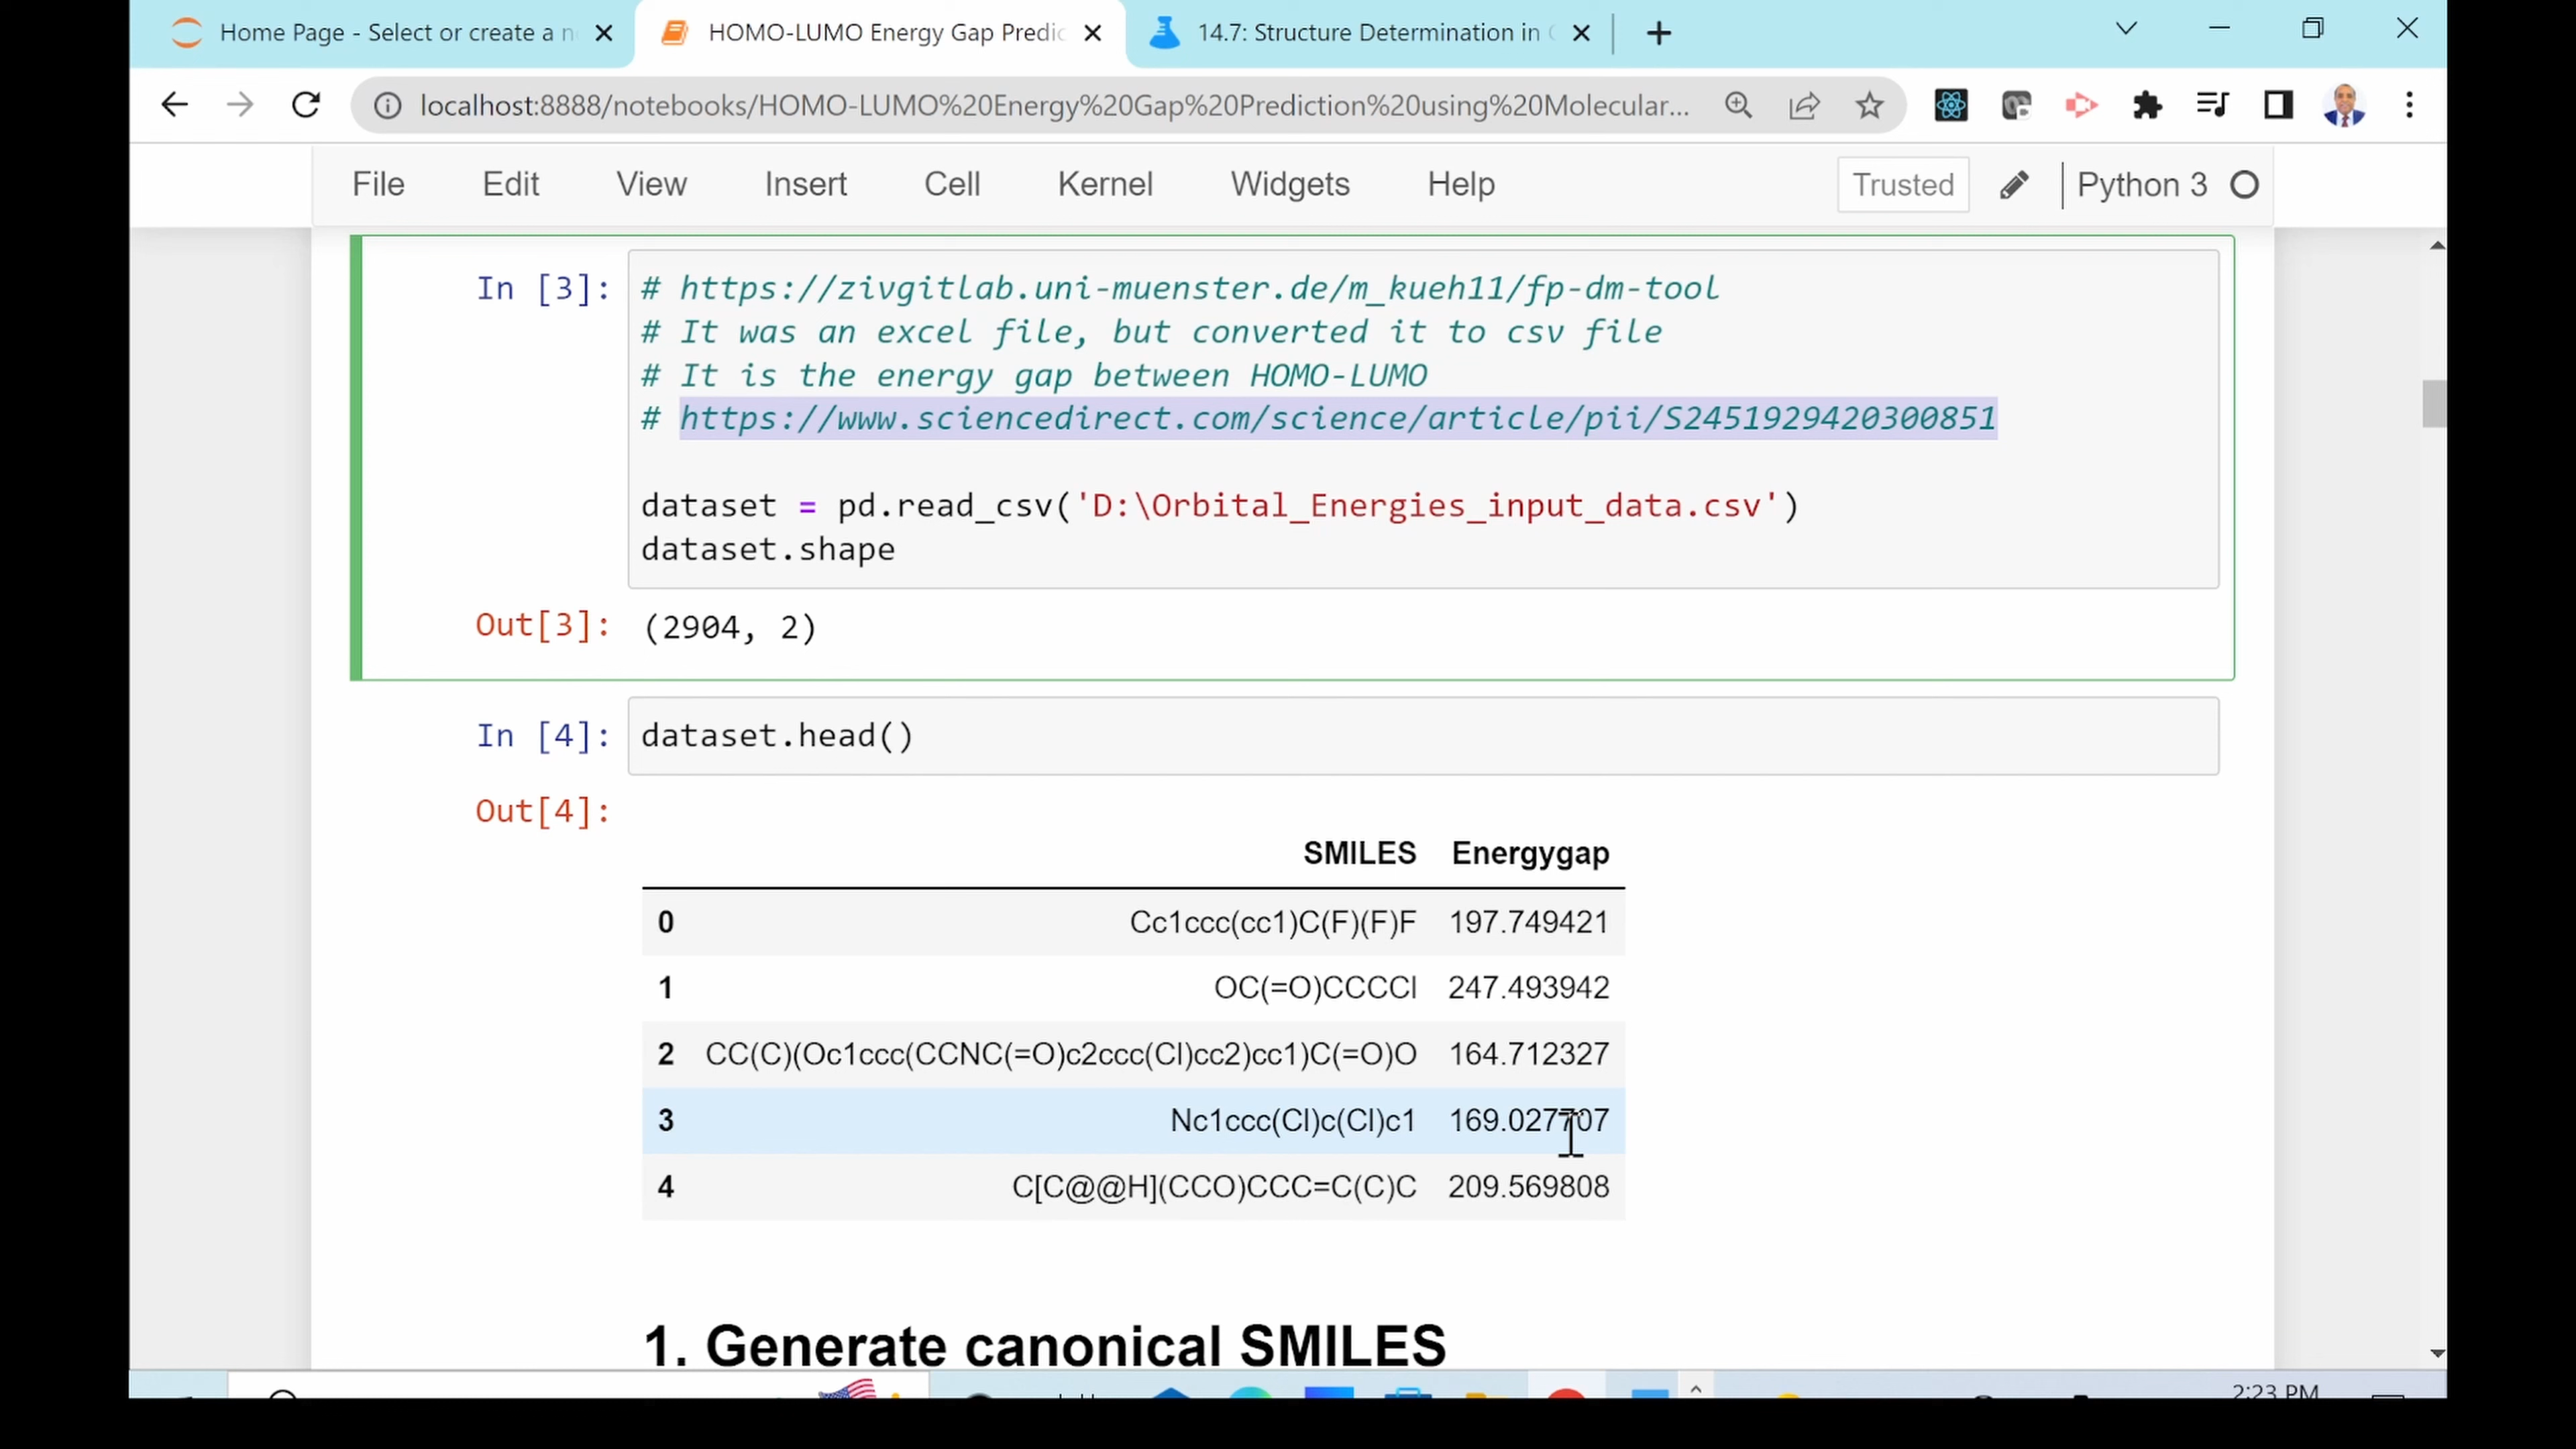 Home Page - Select or create a n
HOMO-LUMO Energy Gap Predic
14.7: Structure Determination in C
localhost:8888/notebooks/HOMO-LUMO%20Energy%20Gap%20Prediction%20using%20Molecular...
File Edit View Insert Cell Kernel Widgets Help Trusted Python 3
In [3]: # https://zivgitlab.uni-muenster.de/m_kueh11/fp-dm-tool
# It was an excel file, but converted it to csv file
# It is the energy gap between HOMO-LUMO
# https://www.sciencedirect.com/science/article/pii/S2451929420300851
dataset = pd.read_csv('D:\Orbital_Energies_input_data.csv')
dataset.shape
Out[3]: (2904, 2)
In [4]: dataset.head()
Out[4]:
SMILES Energygap
0 Cc1ccc(cc1)C(F)(F)F 197.749421
1 OC(=O)CCCCl 247.493942
2 CC(C)(Oc1ccc(CCNC(=O)c2ccc(Cl)cc2)cc1)C(=O)O 164.712327
3 Nc1ccc(Cl)c(Cl)c1 169.027707
4 C[C@@H](CCO)CCC=C(C)C 209.569808
1. Generate canonical SMILES
2:23 PM